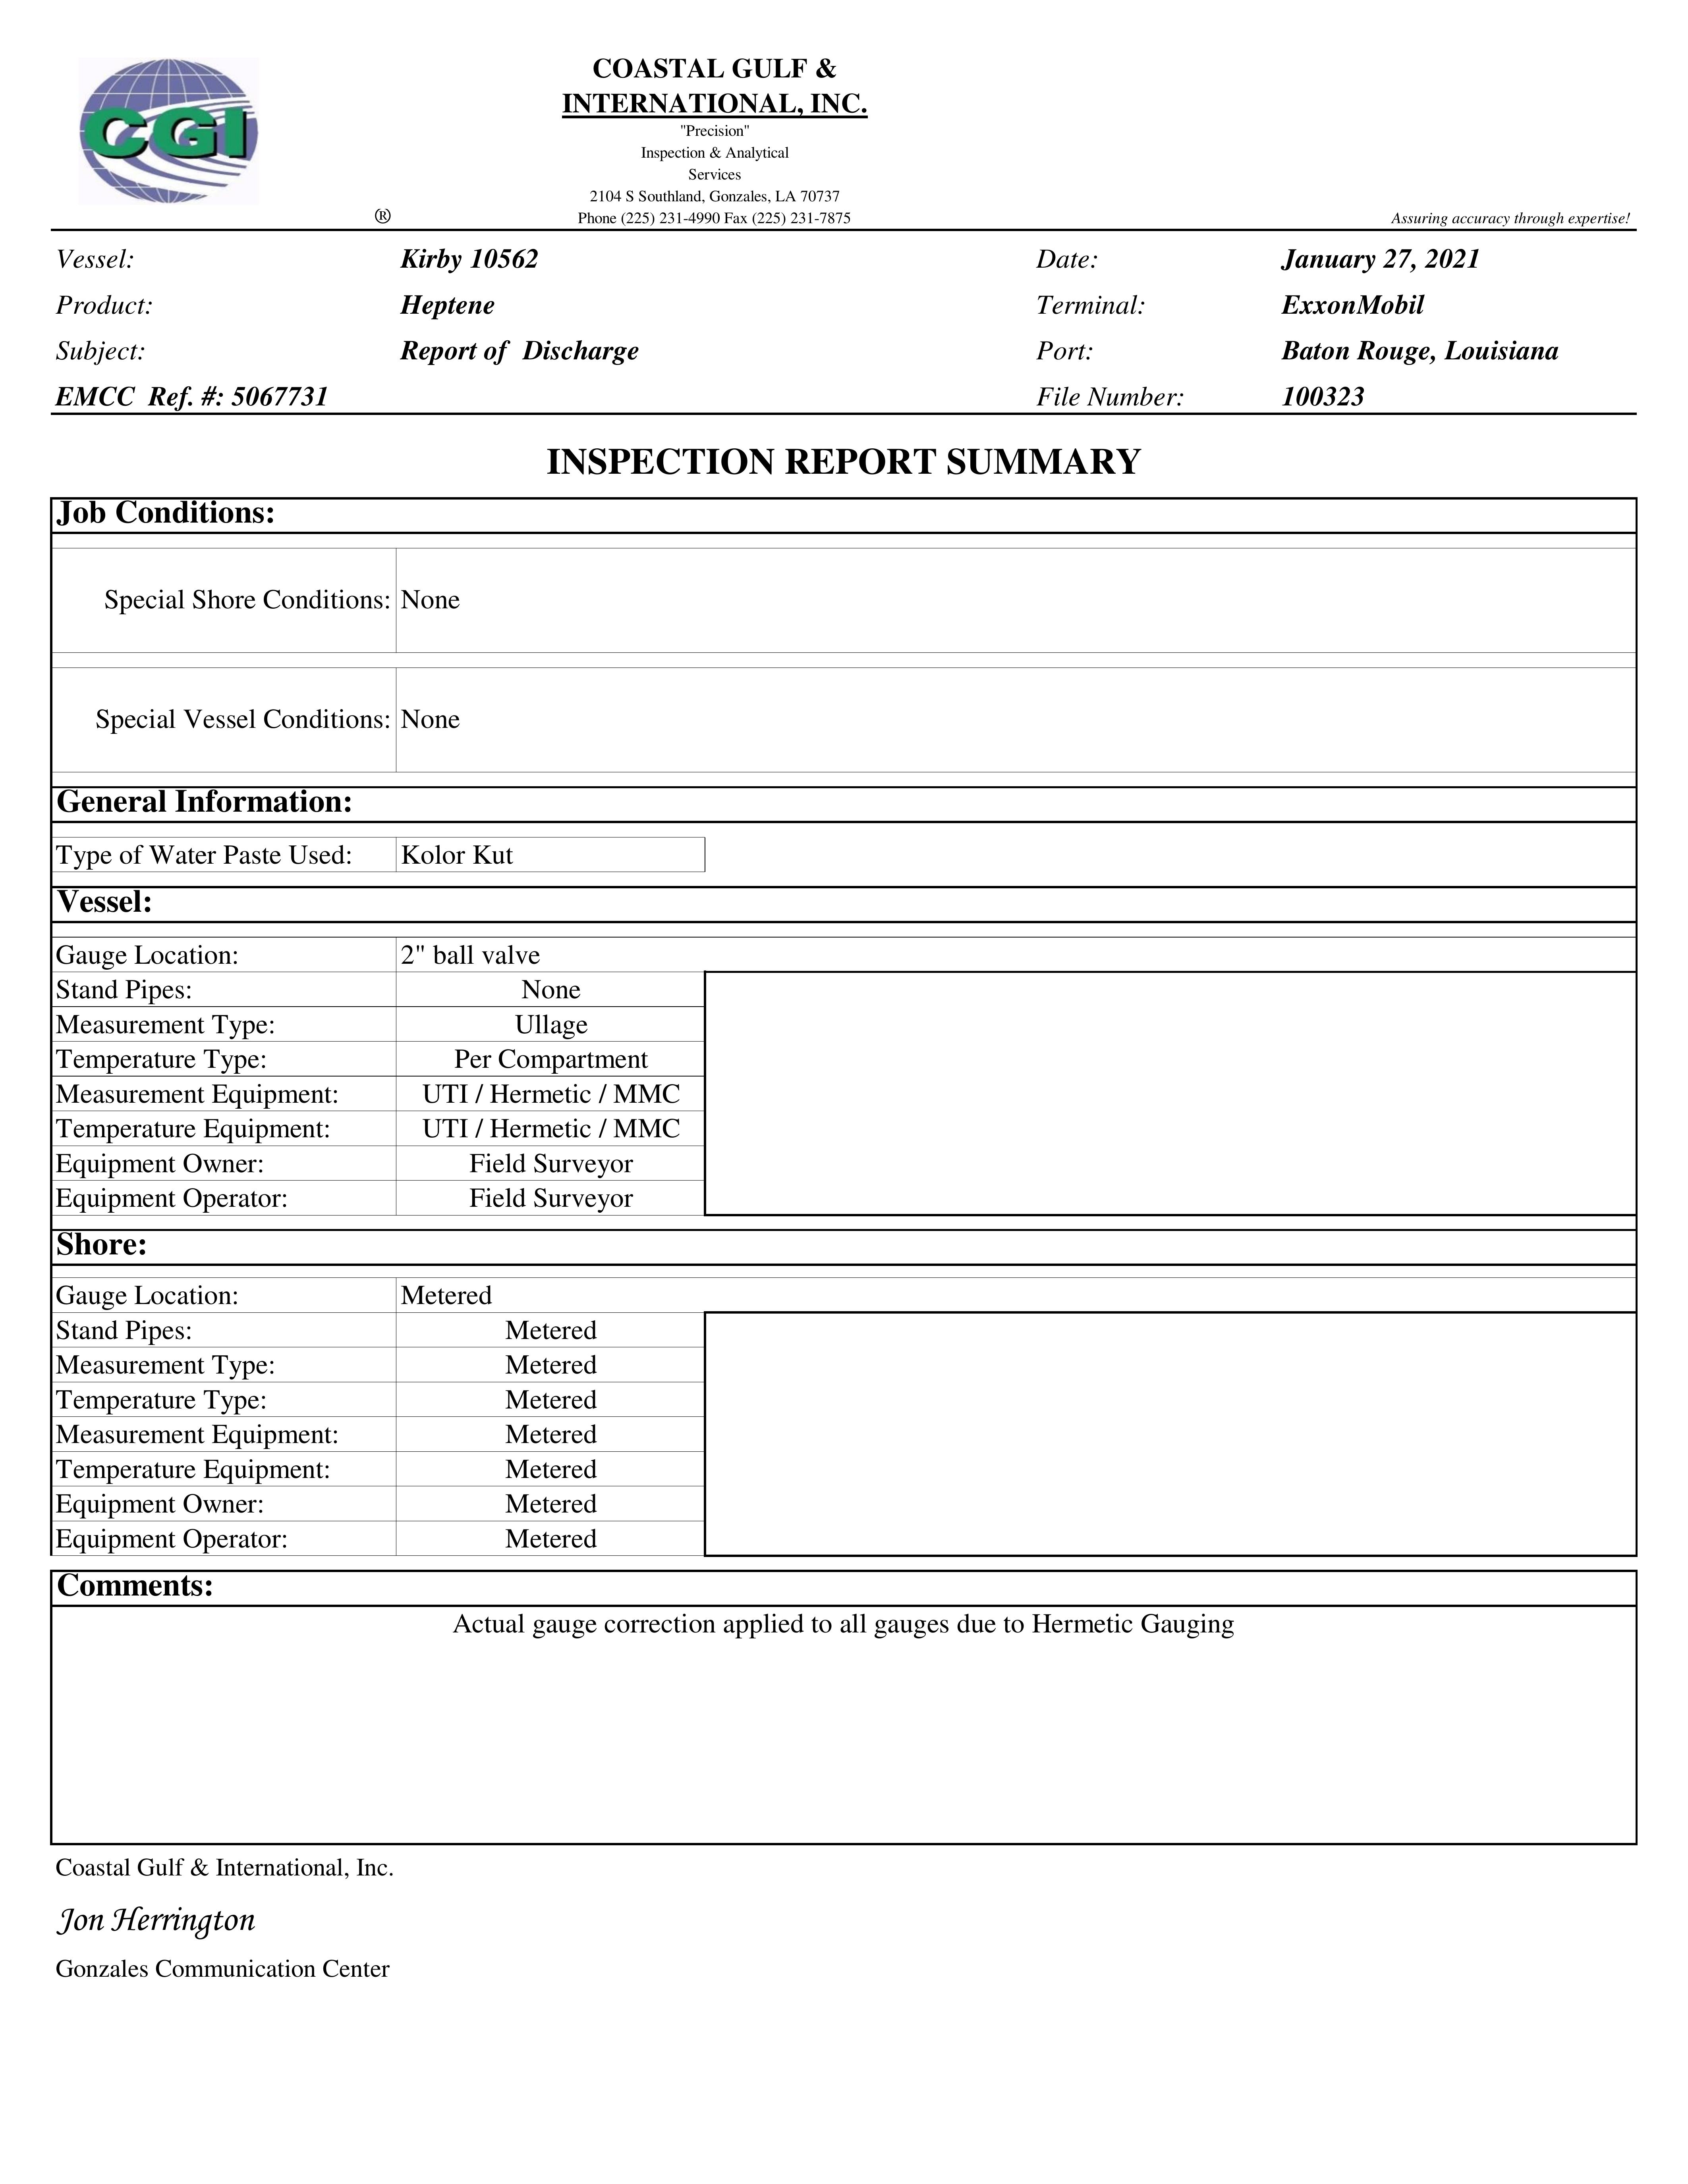 CGI
®
COASTAL GULF &
INTERNATIONAL, INC.
"Precision"
Inspection & Analytical
Services
2104 S Southland, Gonzales, LA 70737
Phone (225) 231-4990 Fax (225) 231-7875
Assuring accuracy through expertise!
Vessel: Kirby 10562 Date: January 27, 2021
Product: Heptene Terminal: ExxonMobil
Subject: Report of  Discharge Port: Baton Rouge, Louisiana
EMCC  Ref. #: 5067731 File Number: 100323
INSPECTION REPORT SUMMARY
Job Conditions:
Special Shore Conditions: None
Special Vessel Conditions: None
General Information:
Type of Water Paste Used: Kolor Kut
Vessel:
Gauge Location: 2" ball valve
Stand Pipes: None
Measurement Type: Ullage
Temperature Type: Per Compartment
Measurement Equipment: UTI / Hermetic / MMC
Temperature Equipment: UTI / Hermetic / MMC
Equipment Owner: Field Surveyor
Equipment Operator: Field Surveyor
Shore:
Gauge Location: Metered
Stand Pipes: Metered
Measurement Type: Metered
Temperature Type: Metered
Measurement Equipment: Metered
Temperature Equipment: Metered
Equipment Owner: Metered
Equipment Operator: Metered
Comments:
Actual gauge correction applied to all gauges due to Hermetic Gauging
Coastal Gulf & International, Inc.
Jon Herrington
Gonzales Communication Center